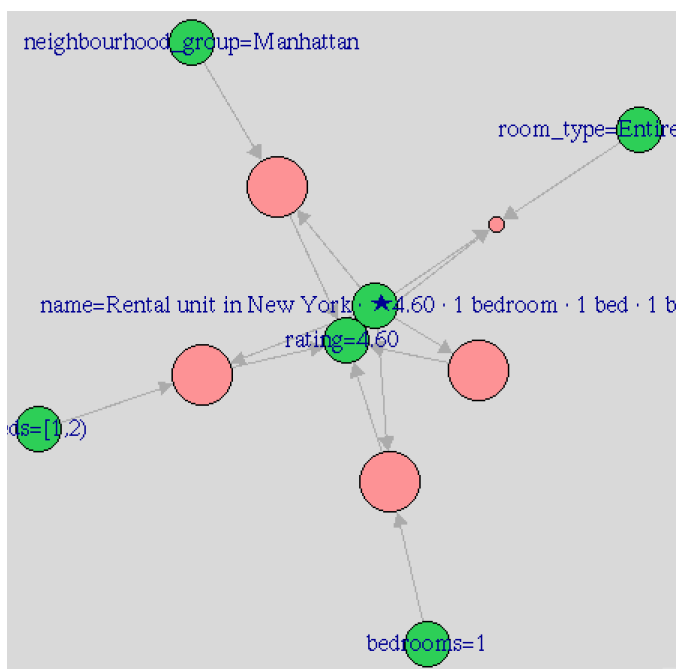 neighbourhood_group=Manhattan
room_type=Entire
name=Rental unit in New York · ★4.60 · 1 bedroom · 1 bed · 1 b
rating=4.60
eds=[1,2)
bedrooms=1